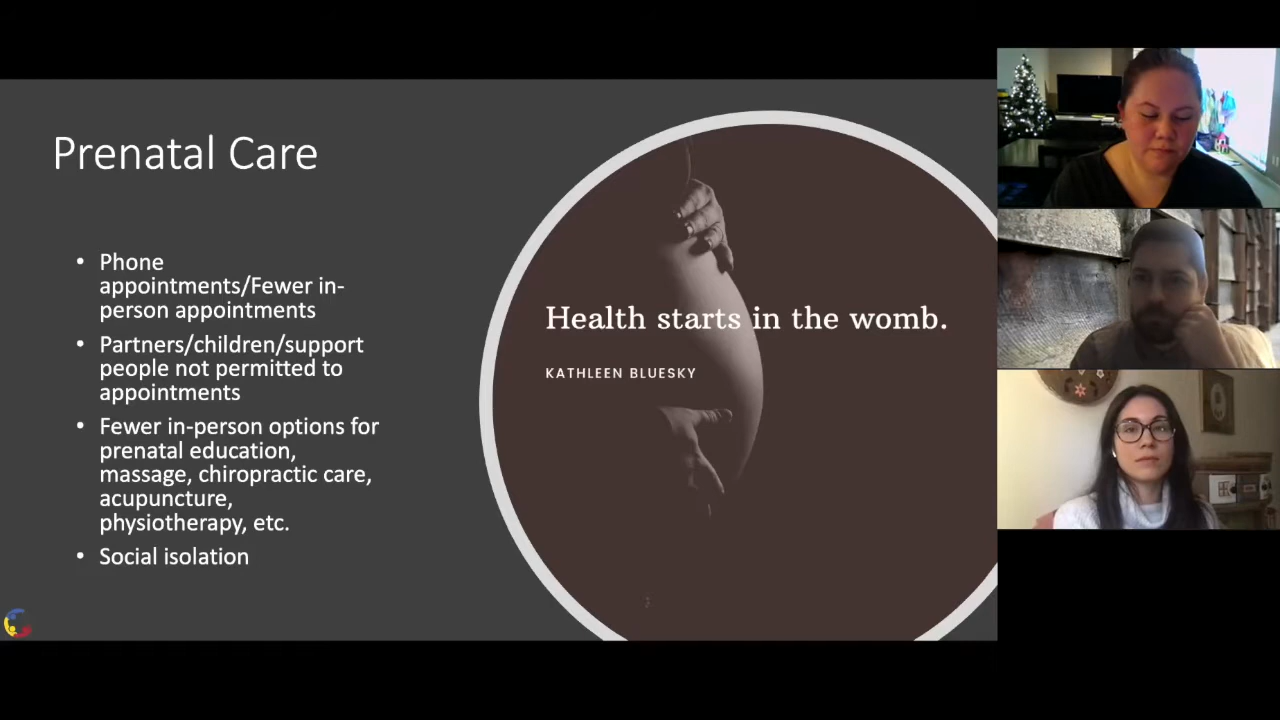 Prenatal Care
• Phone
appointments/Fewer in-
person appointments
• Partners/children/support
people not permitted to
appointments
• Fewer in-person options for
prenatal education,
massage, chiropractic care,
acupuncture,
physiotherapy, etc.
• Social isolation
Health starts in the womb.
KATHLEEN BLUESKY